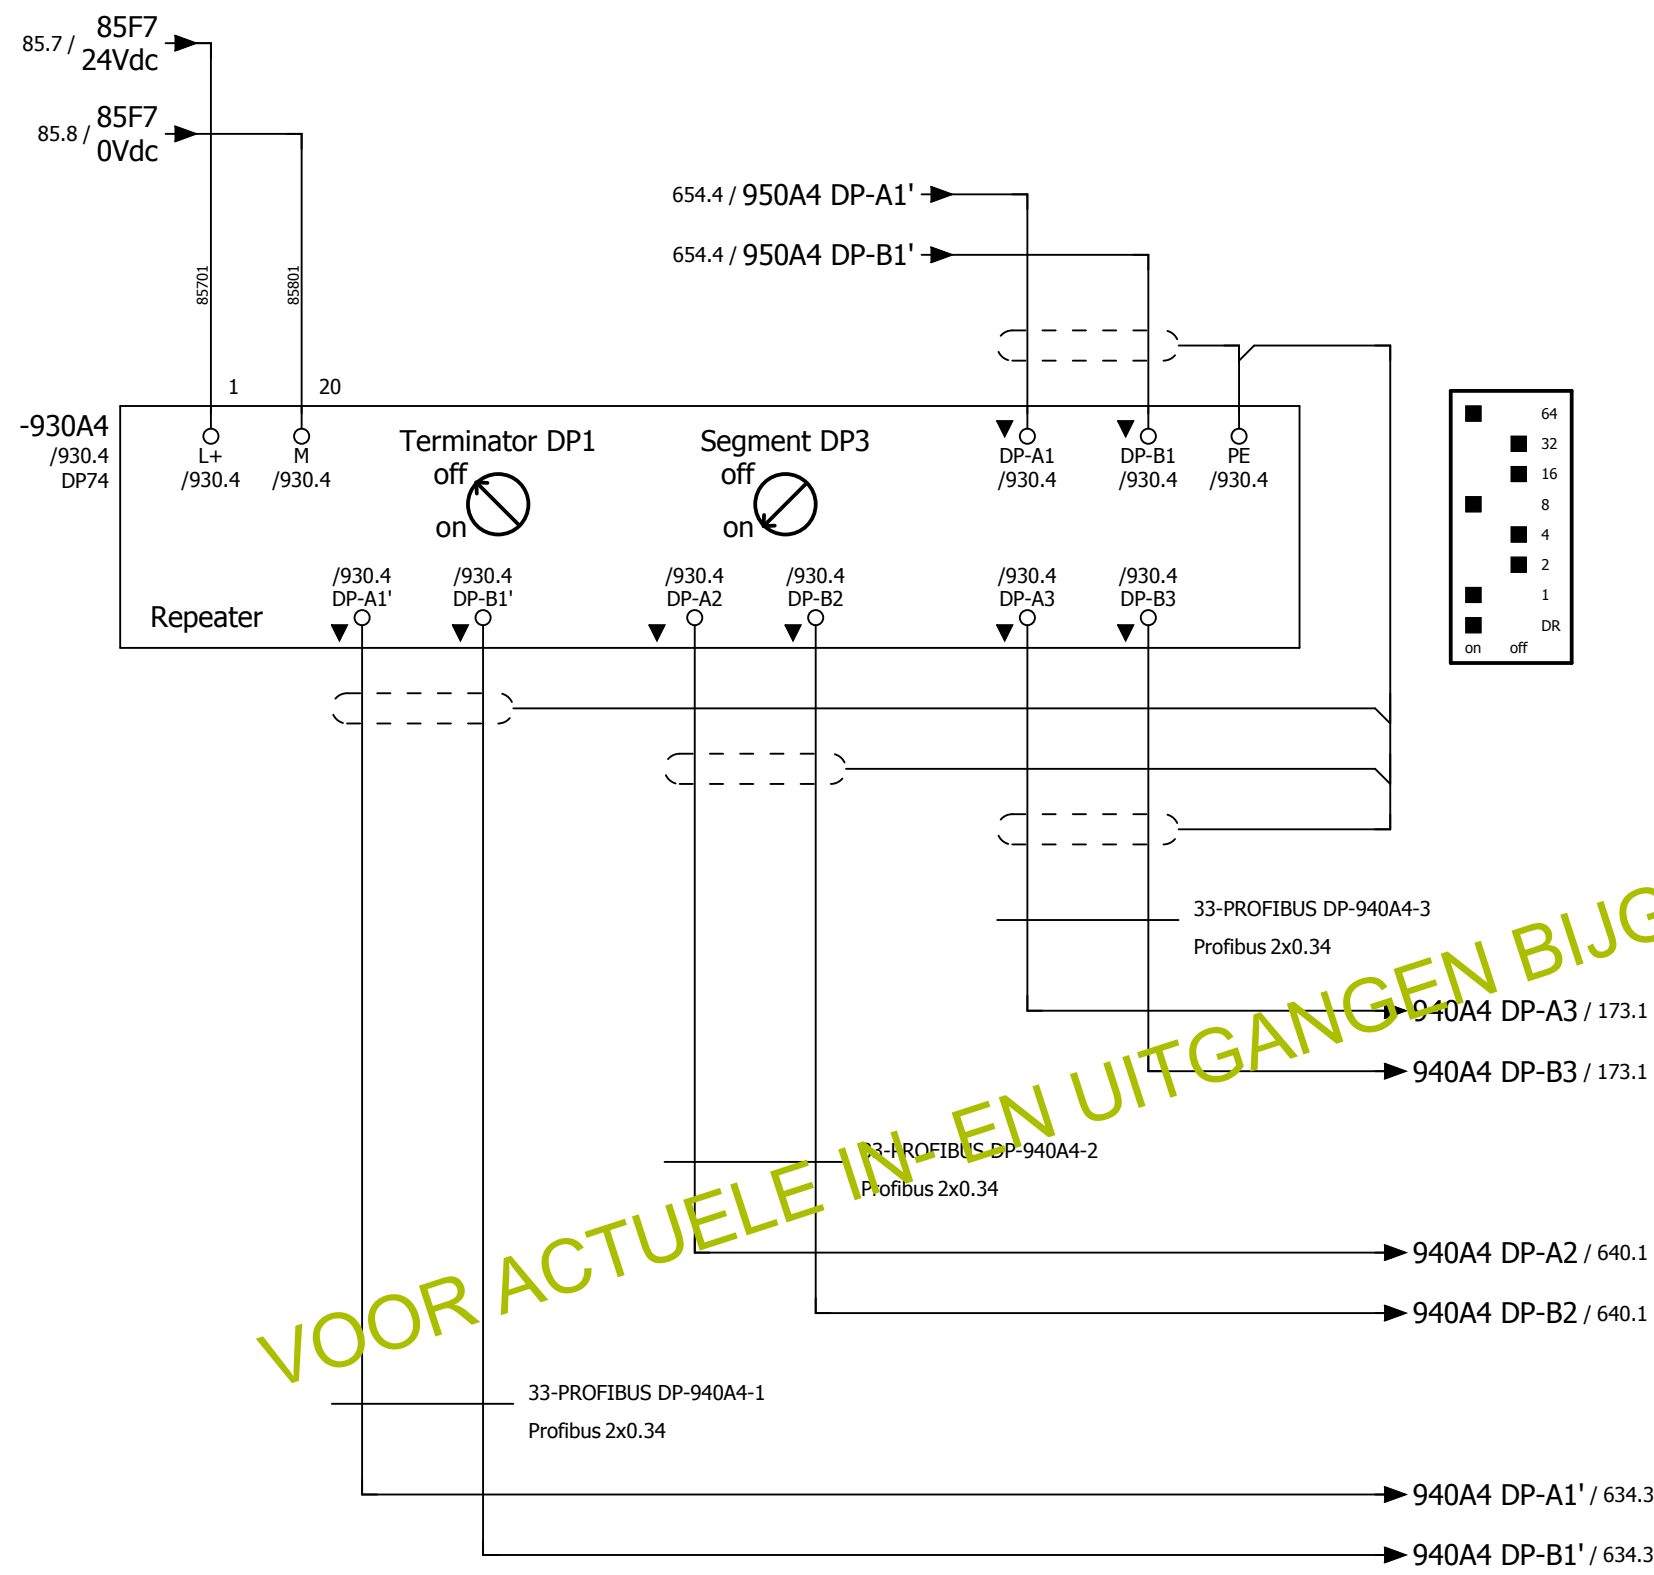 85F7
85.7 / 24Vdc
85F7
85.8 / 0Vdc
654.4 / 950A4 DP-A1'
654.4 / 950A4 DP-B1'
85701
85801
1
20
-930A4
/930.4
DP74
L+
/930.4
M
/930.4
Terminator DP1
off
on
Segment DP3
off
on
DP-A1
/930.4
DP-B1
/930.4
PE
/930.4
64
32
16
8
4
2
1
DR
on off
Repeater
/930.4
DP-A1'
/930.4
DP-B1'
/930.4
DP-A2
/930.4
DP-B2
/930.4
DP-A3
/930.4
DP-B3
33-PROFIBUS DP-940A4-3
Profibus 2x0.34
940A4 DP-A3 / 173.1
940A4 DP-B3 / 173.1
33-PROFIBUS DP-940A4-2
Profibus 2x0.34
940A4 DP-A2 / 640.1
940A4 DP-B2 / 640.1
33-PROFIBUS DP-940A4-1
Profibus 2x0.34
940A4 DP-A1' / 634.3
940A4 DP-B1' / 634.3
VOOR ACTUELE IN- EN UITGANGEN BIJG